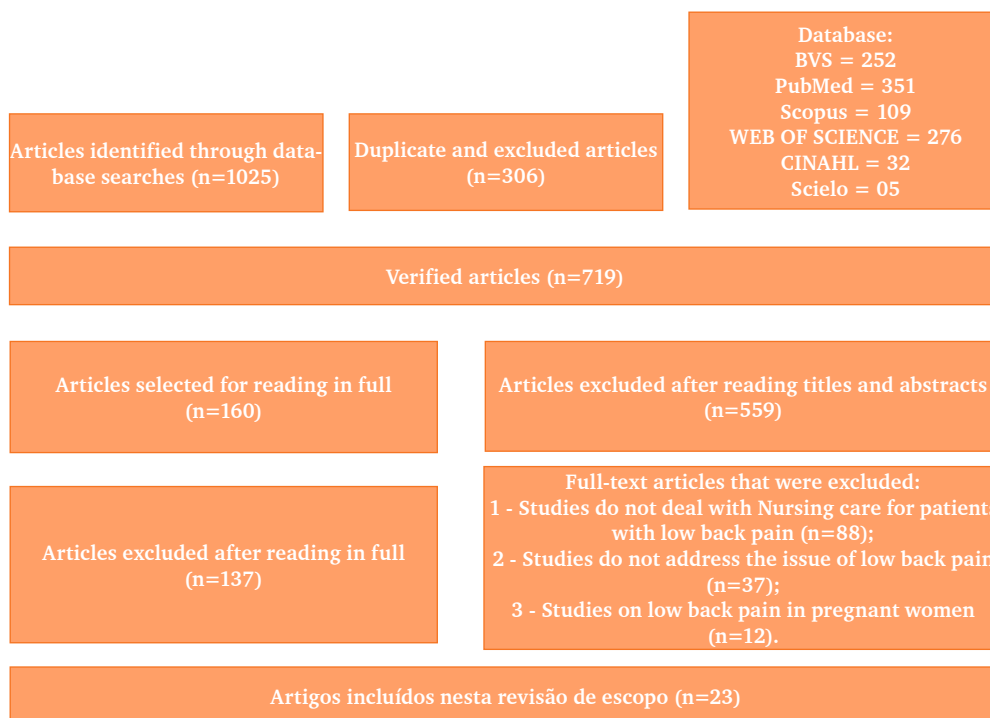 Articles identified through data-
base searches (n=1025)
Duplicate and excluded articles
(n=306)
Database:
BVS = 252
PubMed = 351
Scopus = 109
WEB OF SCIENCE = 276
CINAHL = 32
Scielo = 05
Verified articles (n=719)
Articles selected for reading in full
(n=160)
Articles excluded after reading titles and abstracts
(n=559)
Articles excluded after reading in full
(n=137)
Full-text articles that were excluded:
1 - Studies do not deal with Nursing care for patients
with low back pain (n=88);
2 - Studies do not address the issue of low back pain
(n=37);
3 - Studies on low back pain in pregnant women
(n=12).
Artigos incluídos nesta revisão de escopo (n=23)